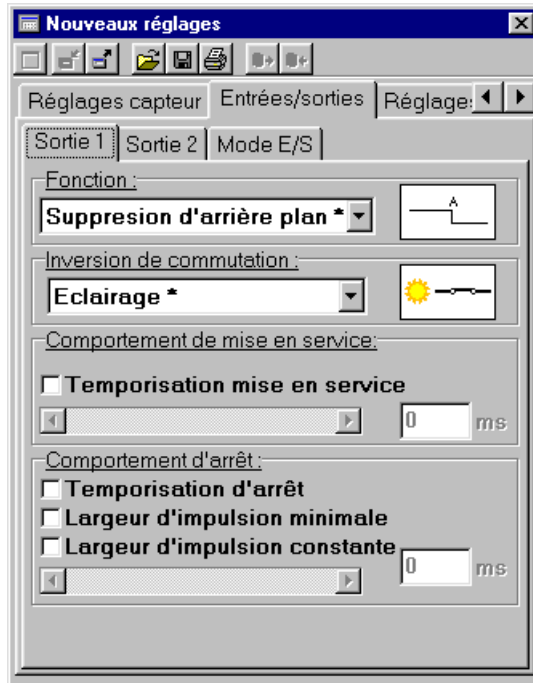 Nouveaux réglages
Réglages capteur Entrées/sorties Réglage
Sortie 1 Sortie 2 Mode E/S
Fonction :
Suppresion d'arrière plan *
A
Inversion de commutation :
Eclairage *
Comportement de mise en service:
Temporisation mise en service
0 ms
Comportement d'arrêt :
Temporisation d'arrêt
Largeur d'impulsion minimale
Largeur d'impulsion constante
0 ms